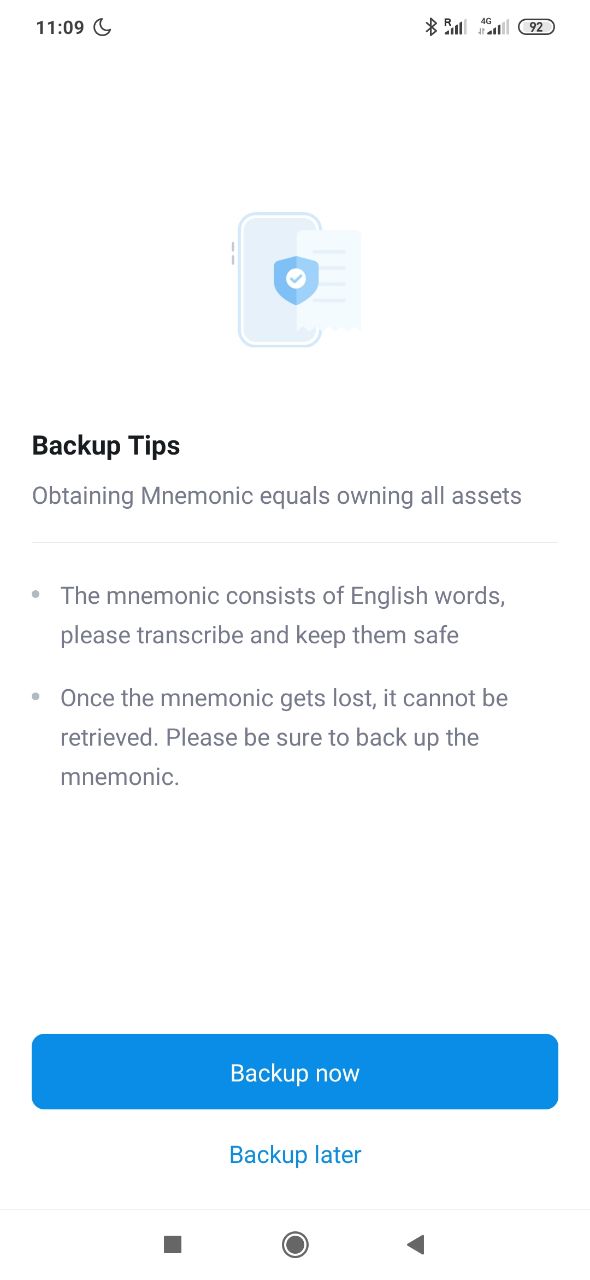 11:09
R 4G 92
Backup Tips
Obtaining Mnemonic equals owning all assets
The mnemonic consists of English words,
please transcribe and keep them safe
Once the mnemonic gets lost, it cannot be
retrieved. Please be sure to back up the
mnemonic.
Backup now
Backup later